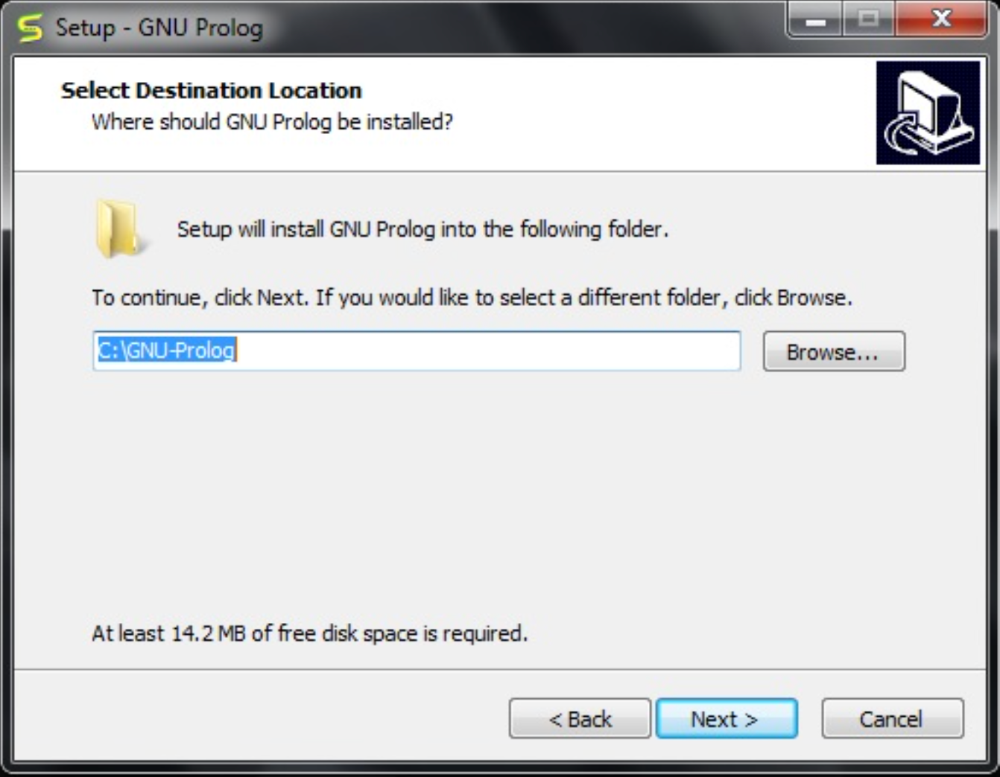 Setup - GNU Prolog
Select Destination Location
Where should GNU Prolog be installed?
Setup will install GNU Prolog into the following folder.
To continue, click Next. If you would like to select a different folder, click Browse.
C:\GNU-Prolog
Browse...
At least 14.2 MB of free disk space is required.
< Back
Next >
Cancel